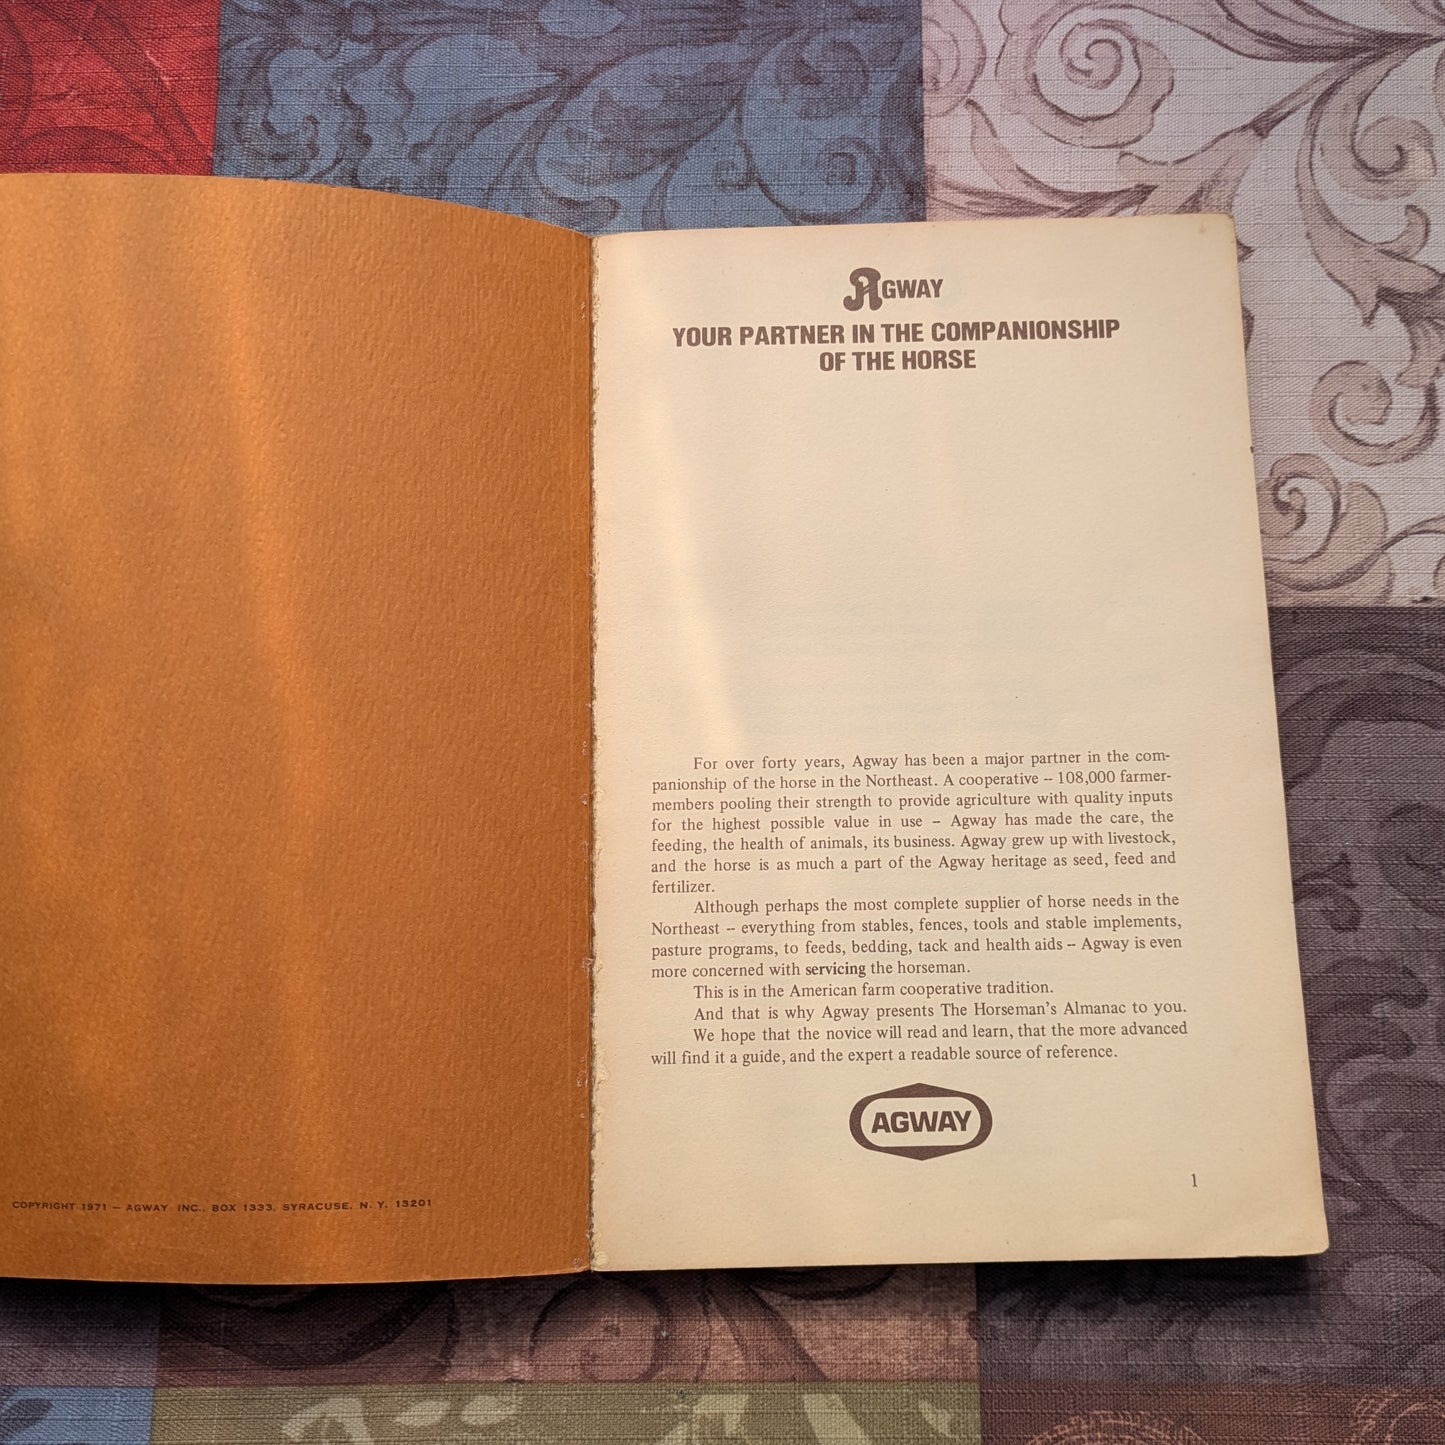 COPYRIGHT 1971 – AGWAY INC., BOX 1333, SYRACUSE, N. Y. 13201
AGWAY
YOUR PARTNER IN THE COMPANIONSHIP
OF THE HORSE
For over forty years, Agway has been a major partner in the com-
panionship of the horse in the Northeast. A cooperative -- 108,000 farmer-
members pooling their strength to provide agriculture with quality inputs
for the highest possible value in use – Agway has made the care, the
feeding, the health of animals, its business. Agway grew up with livestock,
and the horse is as much a part of the Agway heritage as seed, feed and
fertilizer.
Although perhaps the most complete supplier of horse needs in the
Northeast -- everything from stables, fences, tools and stable implements,
pasture programs, to feeds, bedding, tack and health aids -- Agway is even
more concerned with servicing the horseman.
This is in the American farm cooperative tradition.
And that is why Agway presents The Horseman's Almanac to you.
We hope that the novice will read and learn, that the more advanced
will find it a guide, and the expert a readable source of reference.
AGWAY
1